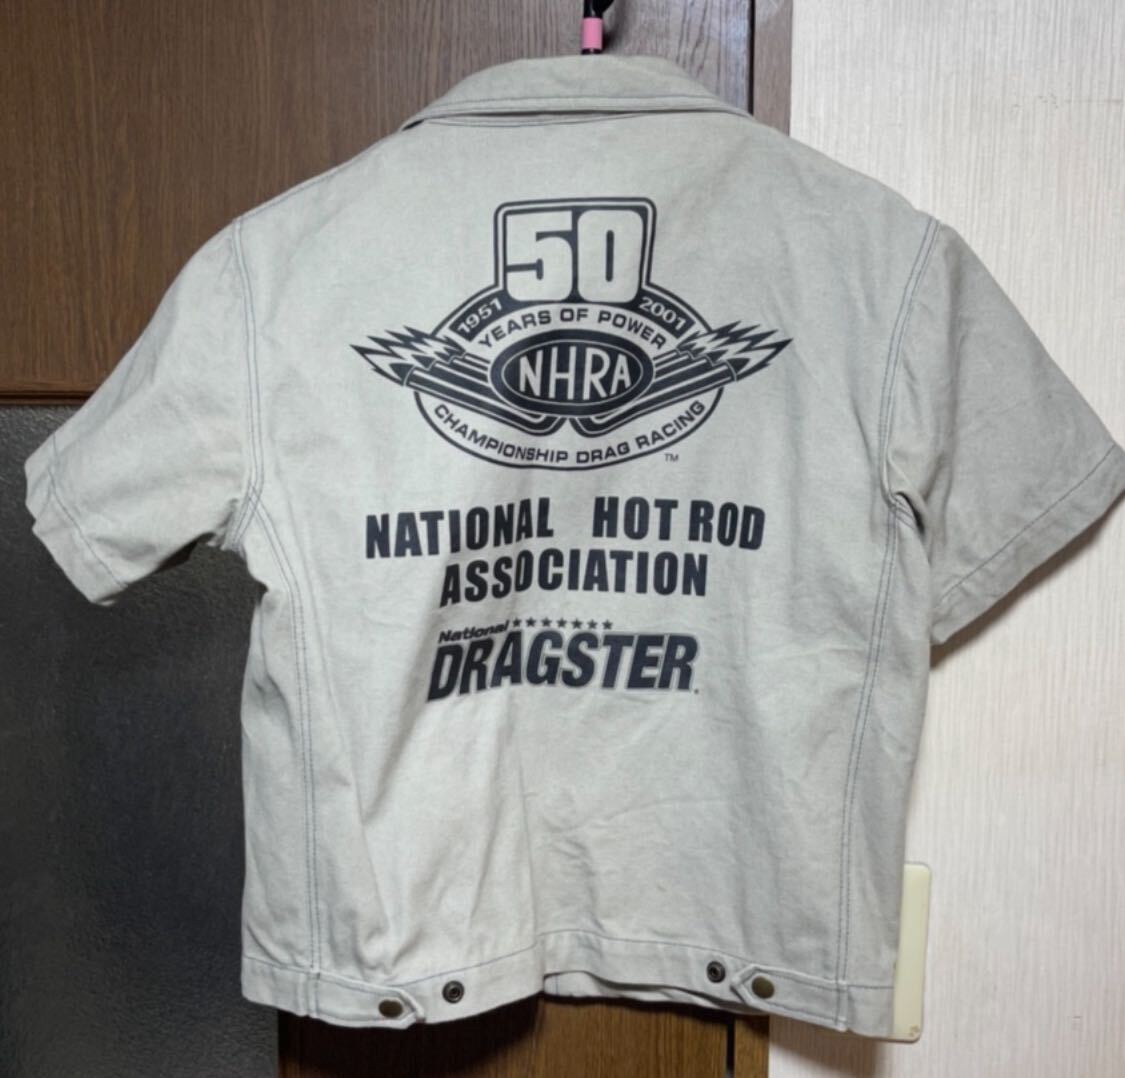 50
1951 2001
YEARS OF POWER
NHRA
CHAMPIONSHIP DRAG RACING
TM
NATIONAL HOT ROD
ASSOCIATION
National
DRAGSTER